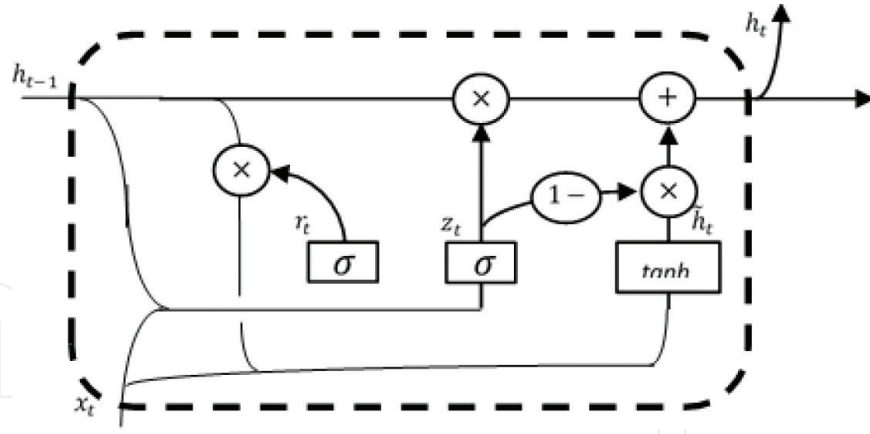 h_t
h_{t−1}
×
+
×
1 −
×
r_t
z_t
h̃_t
σ
σ
tanh
x_t